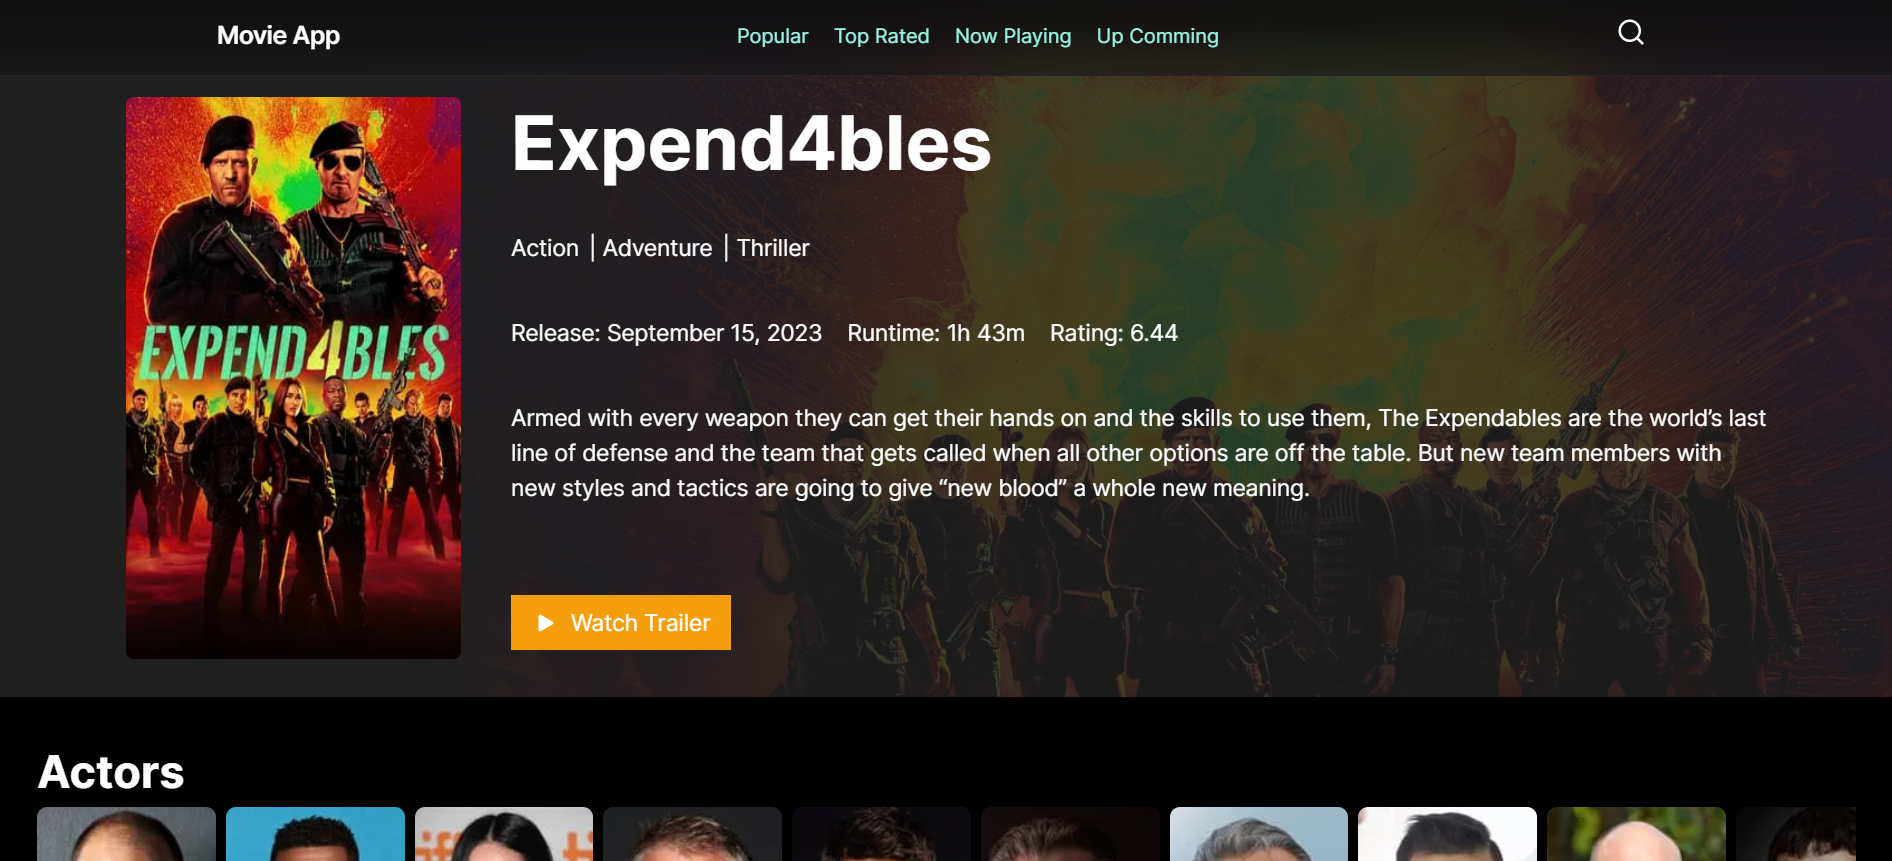 Movie App
Popular Top Rated Now Playing Up Comming
Expend4bles
EXPEND4BLES
Action | Adventure | Thriller
Release: September 15, 2023 Runtime: 1h 43m Rating: 6.44
Armed with every weapon they can get their hands on and the skills to use them, The Expendables are the world’s last
line of defense and the team that gets called when all other options are off the table. But new team members with
new styles and tactics are going to give “new blood” a whole new meaning.
Watch Trailer
Actors